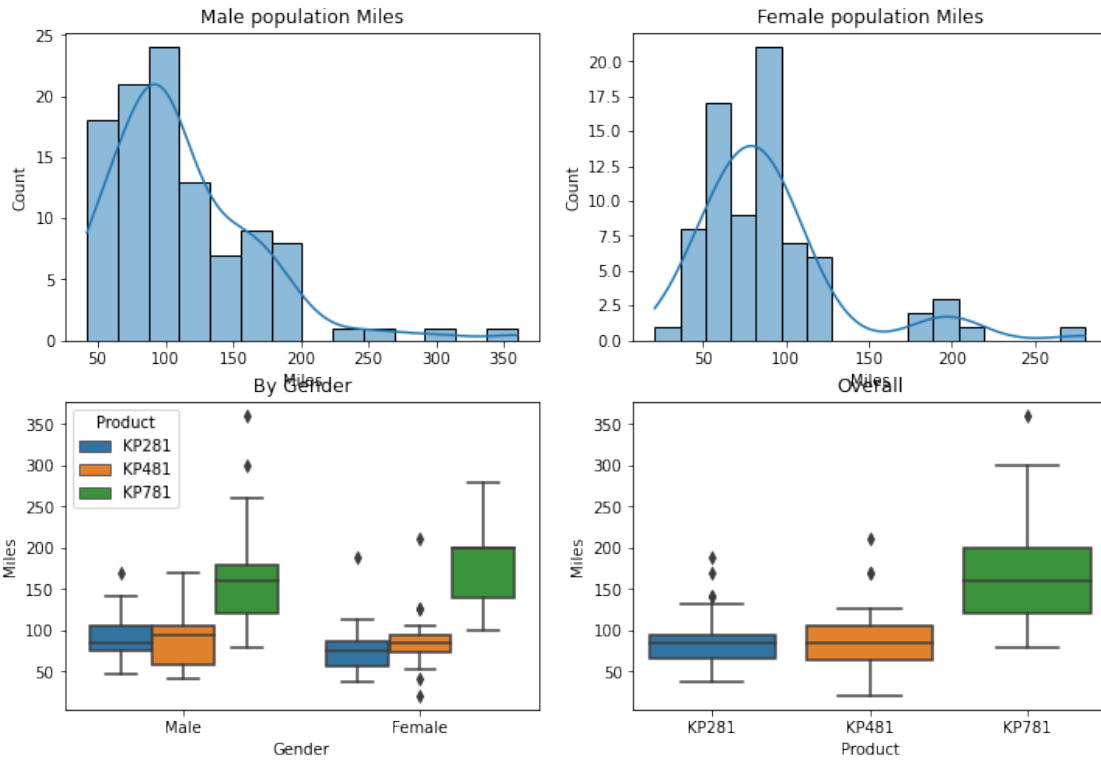 Male population Miles
25
20
15
10
5
0
Count
50 100 150 200 250 300 350
Miles
Female population Miles
20.0
17.5
15.0
12.5
10.0
7.5
5.0
2.5
0.0
Count
50 100 150 200 250
Miles
By Gender
350
300
250
200
150
100
50
Miles
Product
KP281
KP481
KP781
Male Female
Gender
Overall
350
300
250
200
150
100
50
Miles
KP281 KP481 KP781
Product